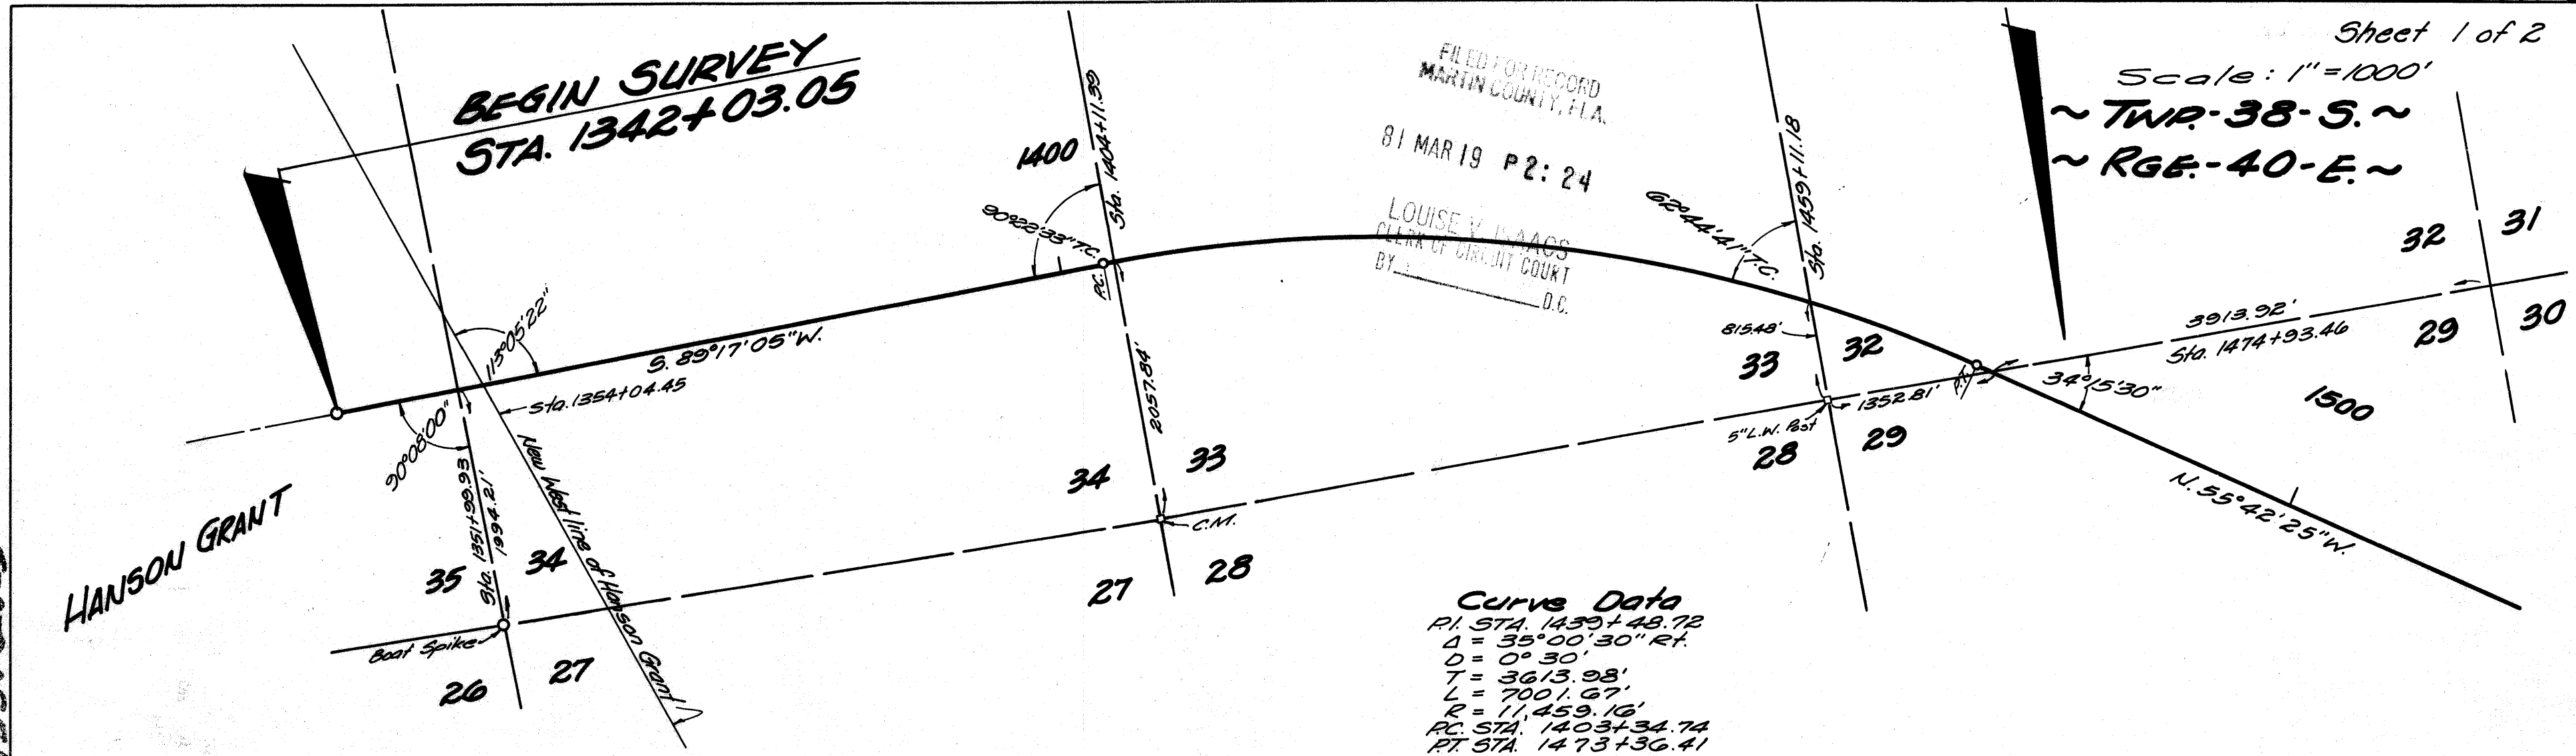 Sheet 1 of 2
Scale: 1"=1000'
~ TWP.-38-S. ~
~ RGE.-40-E. ~
BEGIN SURVEY
STA. 1342+03.05
FILED FOR RECORD
MARTIN COUNTY, FLA.
81 MAR 19 P 2:24
LOUISE V. ISAACS
CLERK OF CIRCUIT COURT
BY D.C.
1400
Sta. 1404+11.39
90°22'33" T.C.
P.C.
62°44'41" T.C.
Sta. 1459+11.18
32
31
29
30
3913.92'
Sta. 1474+93.46
34°15'30"
1500
113°05'22"
S. 89°17'05" W.
Sta. 1354+04.45
90°08'00"
2057.84'
815.48'
33
32
1352.81'
5" L.W. Post
28
29
P.T.
N. 55°42'25" W.
HANSON GRANT
New West line of Hanson Grant
Sta. 1351+99.93
1994.21'
35
34
34
33
C.M.
27
28
Boat Spike
26
27
Curve Data
P.I. STA. 1439+48.72
Δ = 35°00'30" Rt.
D = 0°30'
T = 3613.98'
L = 7001.67'
R = 11,459.16'
P.C. STA. 1403+34.74
P.T. STA. 1473+36.41